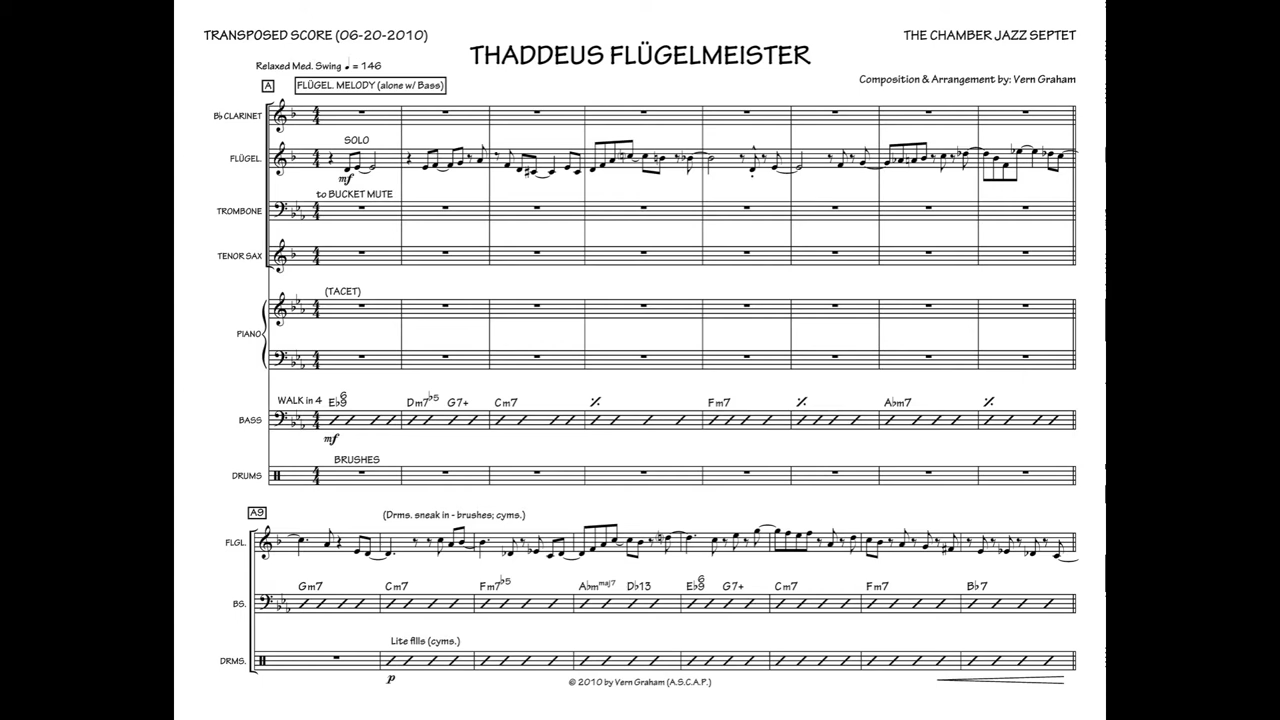 TRANSPOSED SCORE (06-20-2010)
THE CHAMBER JAZZ SEPTET
THADDEUS FLÜGELMEISTER
Relaxed Med. Swing ♩ = 146
Composition & Arrangement by: Vern Graham
A
FLÜGEL. MELODY (alone w/ Bass)
B♭ CLARINET
SOLO
FLÜGEL.
mf
to BUCKET MUTE
TROMBONE
TENOR SAX
(TACET)
PIANO
WALK in 4 E♭6/9 Dm7♭5 G7+ Cm7 Fm7 A♭m7
BASS
mf
BRUSHES
DRUMS
A9
(Drms. sneak in - brushes; cyms.)
FLGL.
Gm7 Cm7 Fm7♭5 A♭mmaj7 D♭13 E♭6/9 G7+ Cm7 Fm7 B♭7
BS.
Lite fills (cyms.)
DRMS.
p
© 2010 by Vern Graham (A.S.C.A.P.)